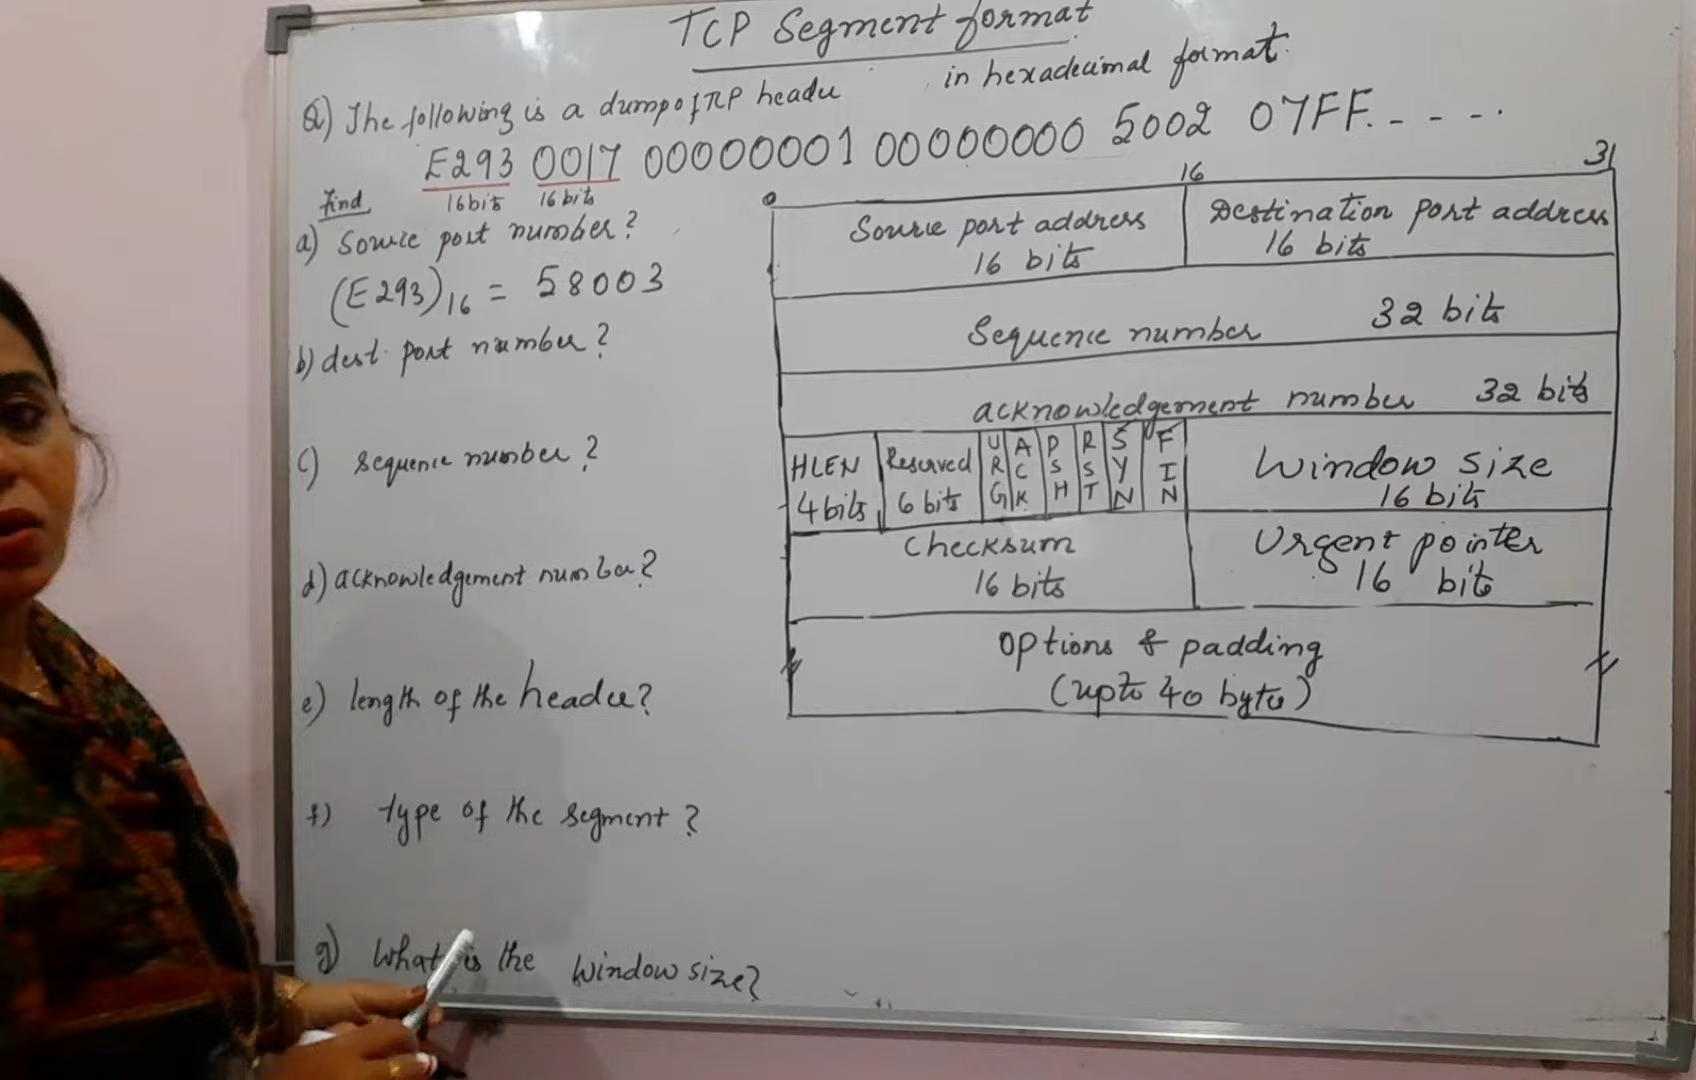 TCP Segment format
Q) The following is a dump of TCP header in hexadecimal format.
E293 0017 00000001 00000000 5002 07FF.----.
16 bits 16 bits
Find
a) source port number?
(E293)16 = 58003
b) dest. port number?
c) sequence number?
d) acknowledgement number?
e) length of the header?
f) type of the segment?
g) What is the window size?
0 16 31
Source port address
16 bits
Destination port address
16 bits
Sequence number 32 bits
acknowledgement number 32 bits
HLEN
4 bits
Reserved
6 bits
URG
ACK
PSH
RST
SYN
FIN
Window size
16 bits
Checksum
16 bits
Urgent pointer
16 bits
Options & padding
(upto 40 bytes)